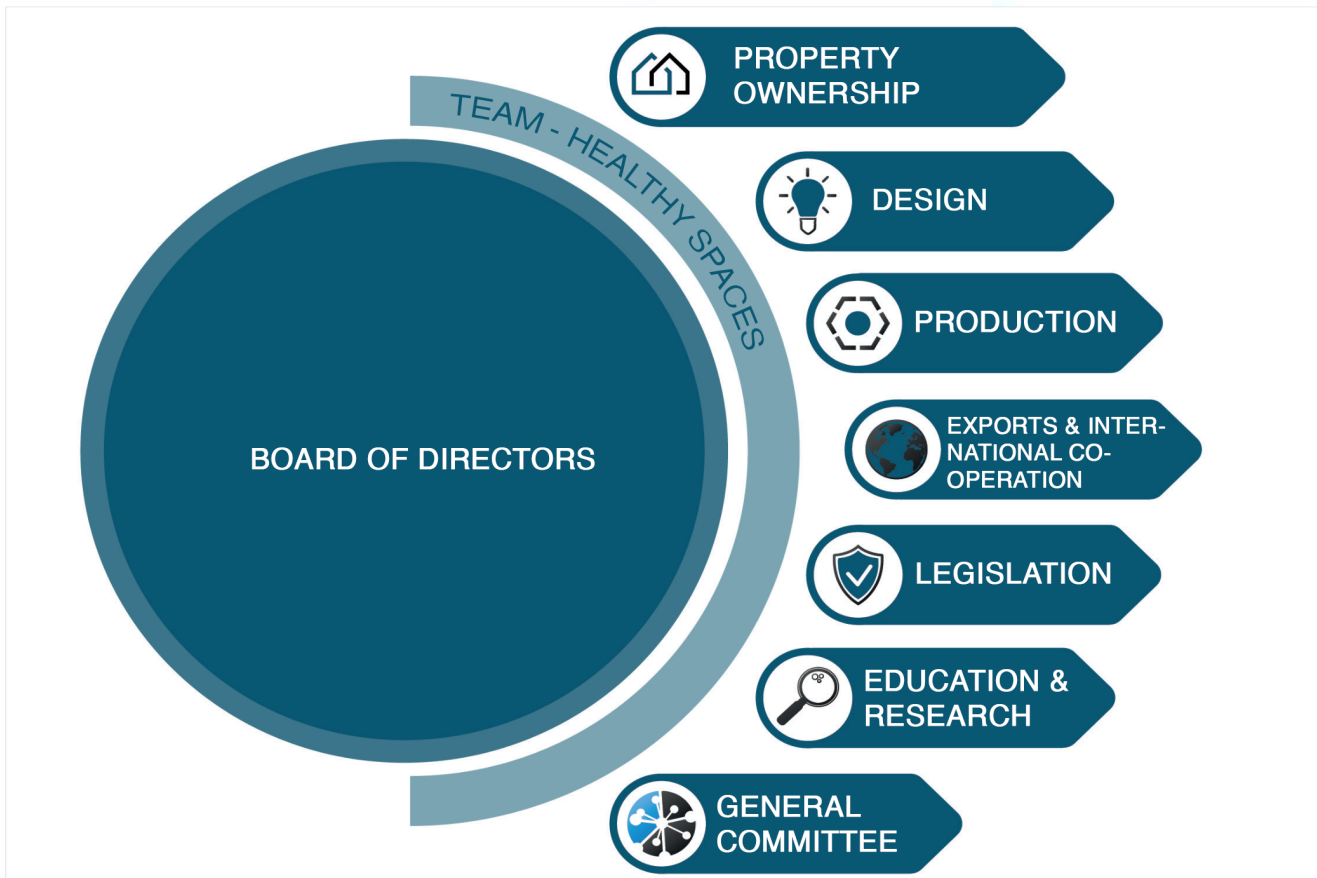 PROPERTY
OWNERSHIP
TEAM - HEALTHY SPACES
DESIGN
PRODUCTION
BOARD OF DIRECTORS
EXPORTS & INTER-
NATIONAL CO-
OPERATION
LEGISLATION
EDUCATION &
RESEARCH
GENERAL
COMMITTEE